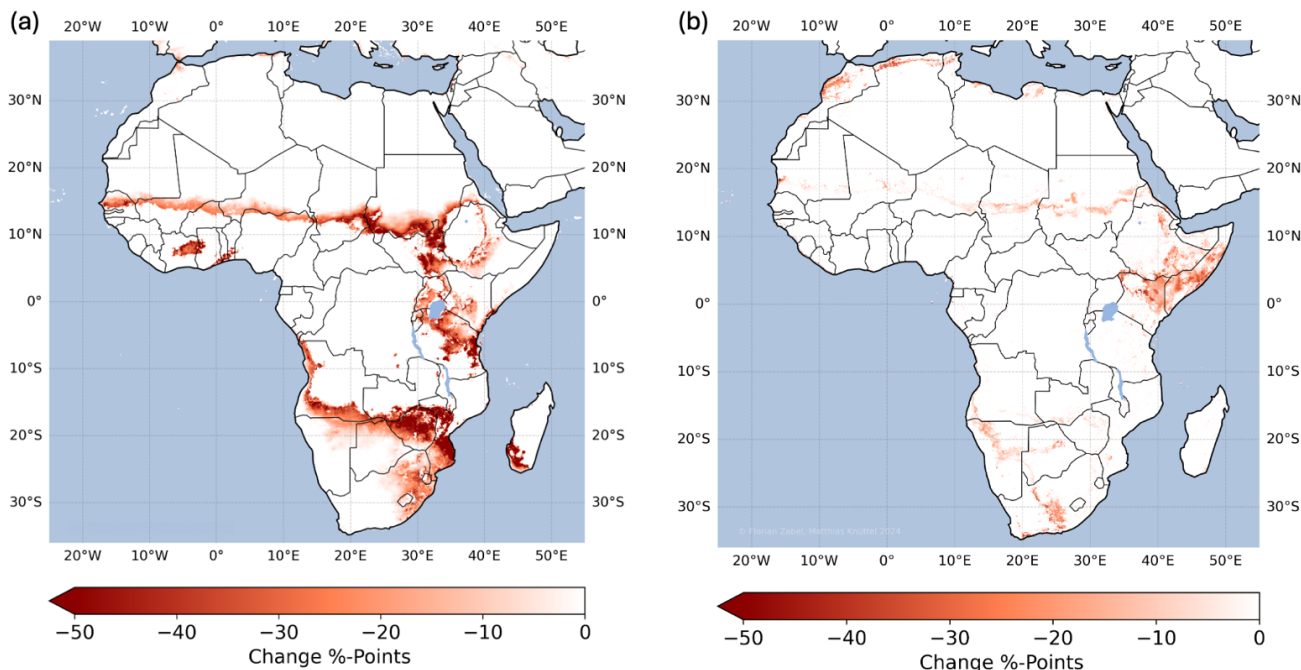 (a)
20°W 10°W 0° 10°E 20°E 30°E 40°E 50°E
30°N 30°N
20°N 20°N
10°N 10°N
0° 0°
10°S 10°S
20°S 20°S
30°S 30°S
20°W 10°W 0° 10°E 20°E 30°E 40°E 50°E
−50 −40 −30 −20 −10 0
Change %-Points
(b)
20°W 10°W 0° 10°E 20°E 30°E 40°E 50°E
30°N 30°N
20°N 20°N
10°N 10°N
0° 0°
10°S 10°S
20°S 20°S
30°S 30°S
© Florian Zabel, Matthias Knüttel 2024
20°W 10°W 0° 10°E 20°E 30°E 40°E 50°E
−50 −40 −30 −20 −10 0
Change %-Points